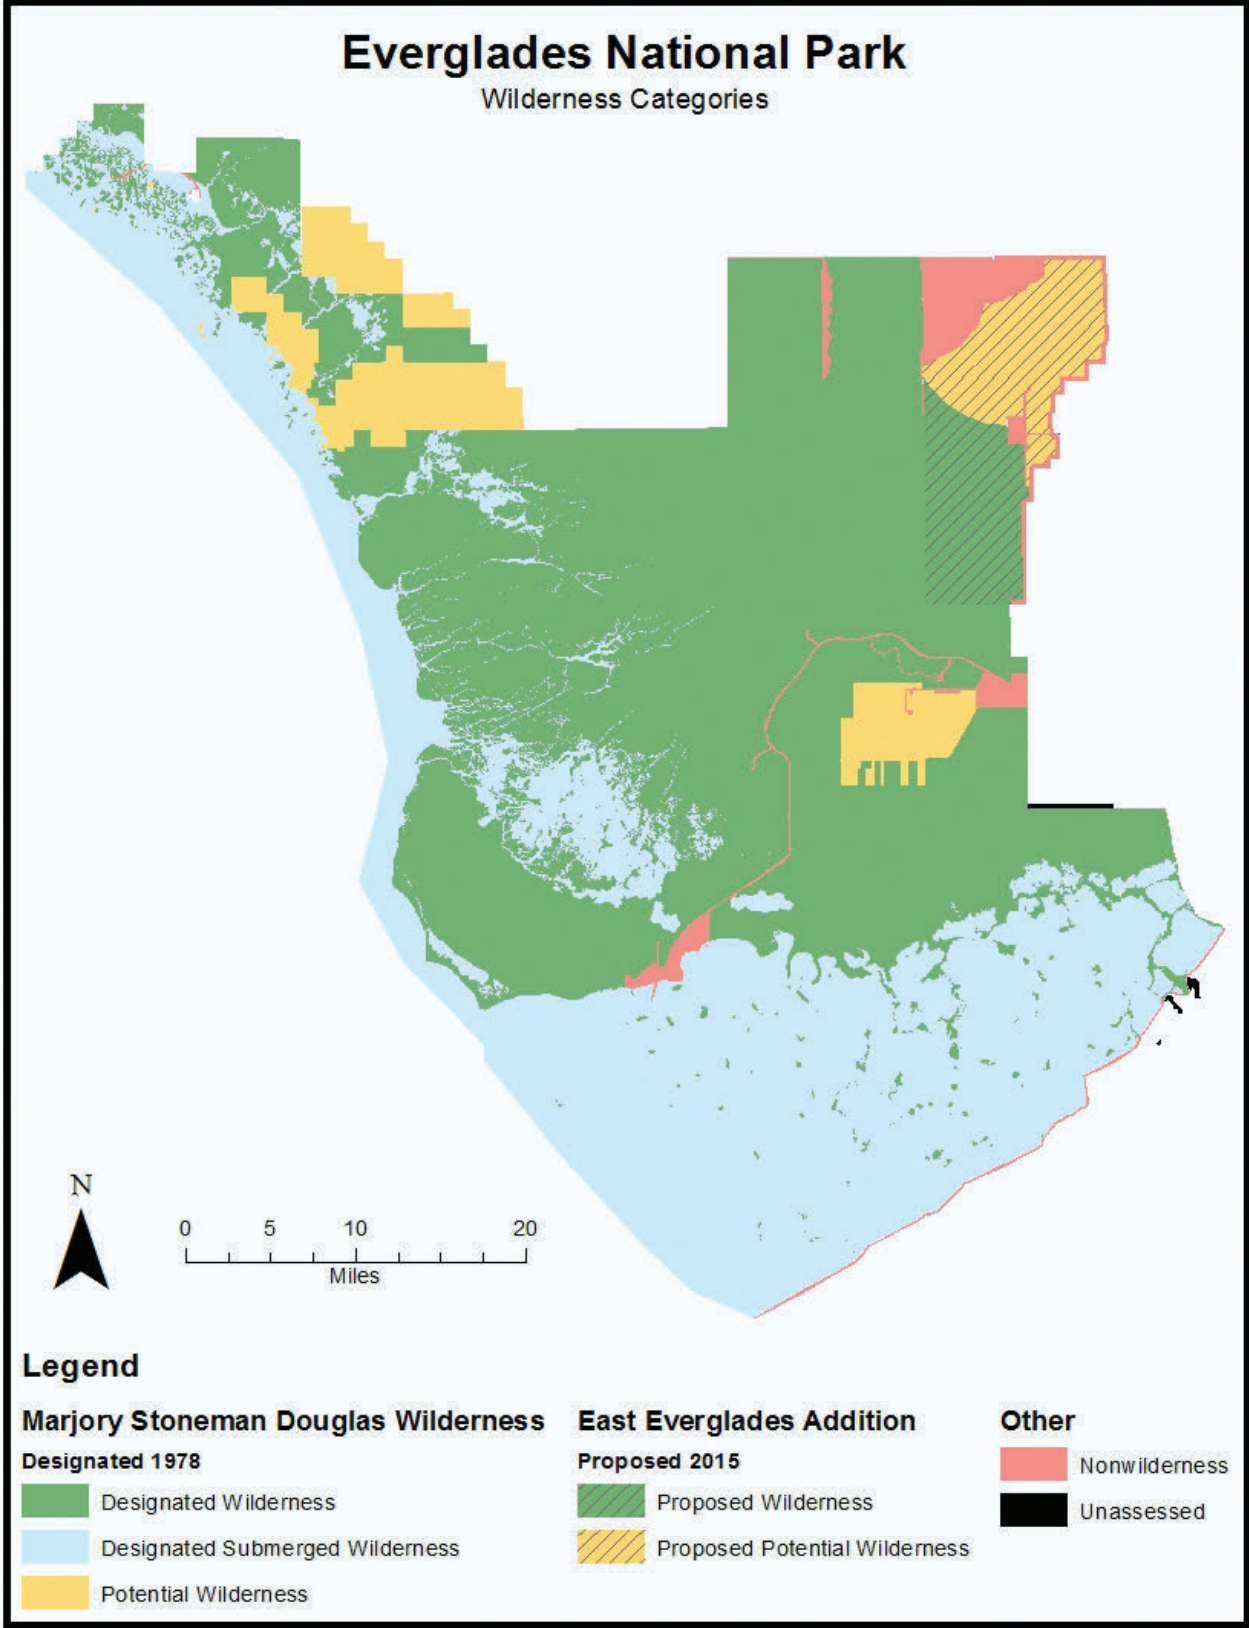 Everglades National Park
Wilderness Categories
N
0 5 10 20
Miles
Legend
Marjory Stoneman Douglas Wilderness
Designated 1978
Designated Wilderness
Designated Submerged Wilderness
Potential Wilderness
East Everglades Addition
Proposed 2015
Proposed Wilderness
Proposed Potential Wilderness
Other
Nonwilderness
Unassessed